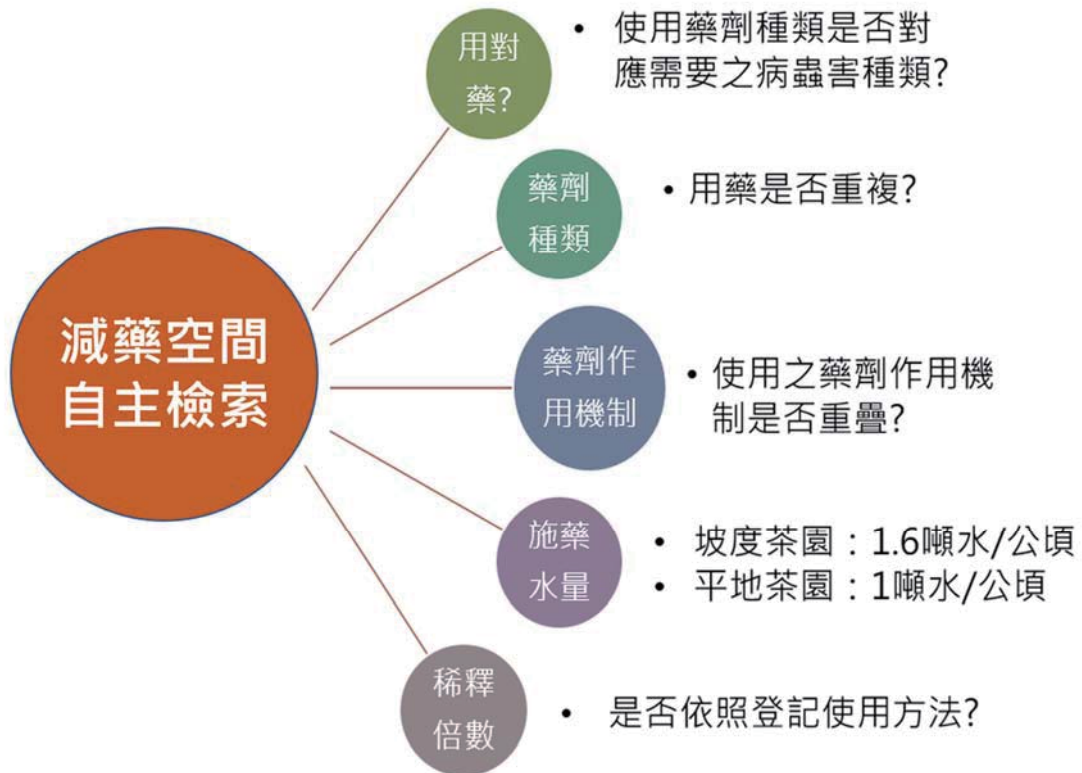 減藥空間
自主檢索
用對
藥?
• 使用藥劑種類是否對
應需要之病蟲害種類?
藥劑
種類
• 用藥是否重複?
藥劑作
用機制
• 使用之藥劑作用機
制是否重疊?
施藥
水量
• 坡度茶園：1.6噸水/公頃
• 平地茶園：1噸水/公頃
稀釋
倍數
• 是否依照登記使用方法?